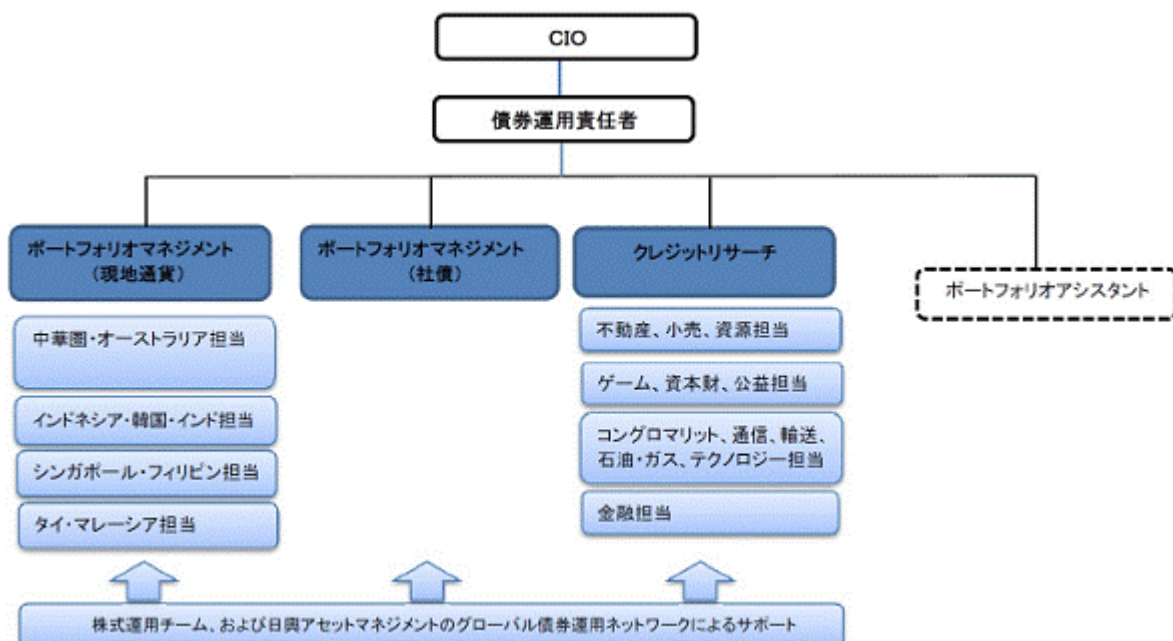 CIO
債券運用責任者
ポートフォリオマネジメント
(現地通貨)
ポートフォリオマネジメント
(社債)
クレジットリサーチ
ポートフォリオアシスタント
中華圏・オーストラリア担当
インドネシア・韓国・インド担当
シンガポール・フィリピン担当
タイ・マレーシア担当
不動産、小売、資源担当
ゲーム、資本財、公益担当
コングロマリット、通信、輸送、
石油・ガス、テクノロジー担当
金融担当
株式運用チーム、および日興アセットマネジメントのグローバル債券運用ネットワークによるサポート